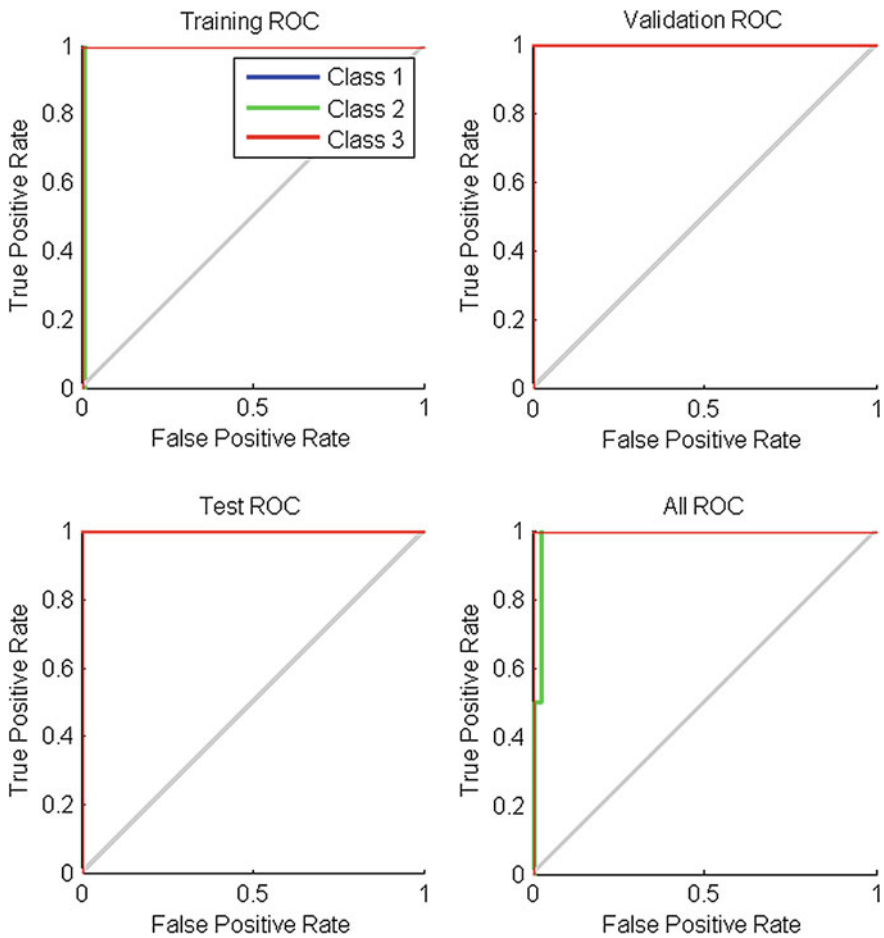 Training ROC
1
0.8
0.6
0.4
0.2
0
True Positive Rate
Class 1
Class 2
Class 3
0
0.5
1
False Positive Rate
Validation ROC
1
0.8
0.6
0.4
0.2
0
True Positive Rate
0
0.5
1
False Positive Rate
Test ROC
1
0.8
0.6
0.4
0.2
0
True Positive Rate
0
0.5
1
False Positive Rate
All ROC
1
0.8
0.6
0.4
0.2
0
True Positive Rate
0
0.5
1
False Positive Rate